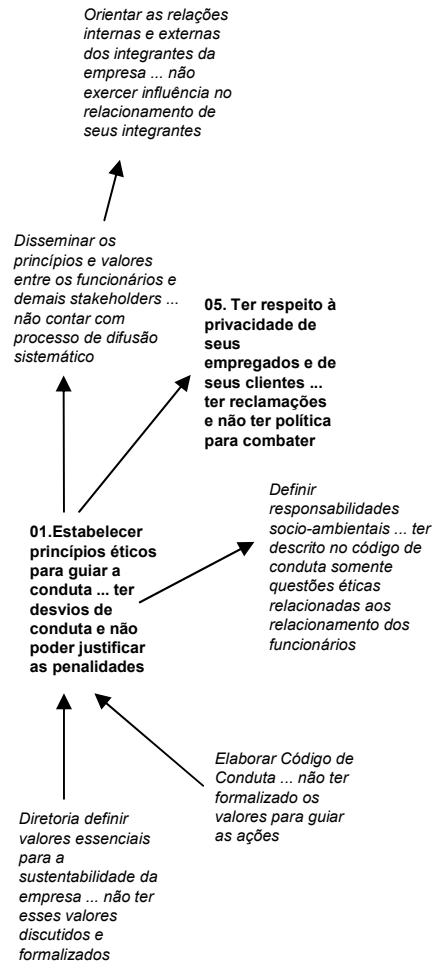 Orientar as relações
internas e externas
dos integrantes da
empresa ... não
exercer influência no
relacionamento de
seus integrantes
Disseminar os
princípios e valores
entre os funcionários e
demais stakeholders ...
não contar com
processo de difusão
sistemático
05. Ter respeito à
privacidade de
seus
empregados e de
seus clientes ...
ter reclamações
e não ter política
para combater
Definir
responsabilidades
socio-ambientais ... ter
descrito no código de
conduta somente
questões éticas
relacionadas aos
relacionamento dos
funcionários
01.Estabelecer
princípios éticos
para guiar a
conduta ... ter
desvios de
conduta e não
poder justificar
as penalidades
Elaborar Código de
Conduta ... não ter
formalizado os
valores para guiar
as ações
Diretoria definir
valores essenciais
para a
sustentabilidade da
empresa ... não ter
esses valores
discutidos e
formalizados